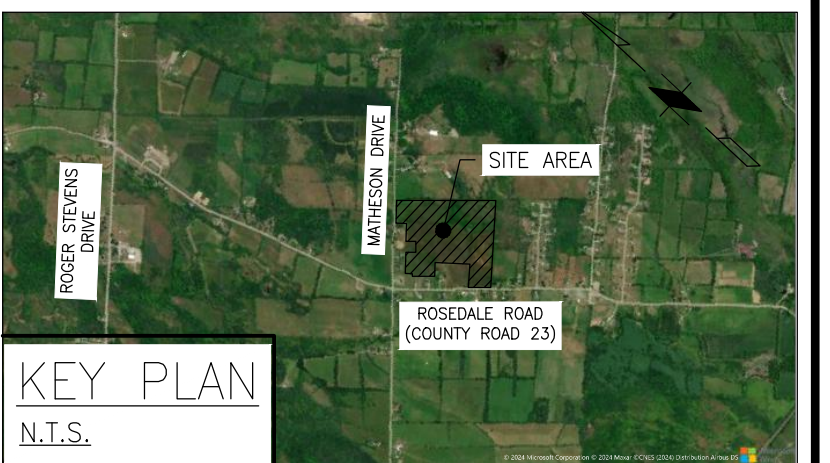 SITE AREA
MATHESON DRIVE
ROGER STEVENS
DRIVE
ROSEDALE ROAD
(COUNTY ROAD 23)
KEY PLAN
N.T.S.
© 2024 Microsoft Corporation © 2024 Maxar ©CNES (2024) Distribution Airbus DS